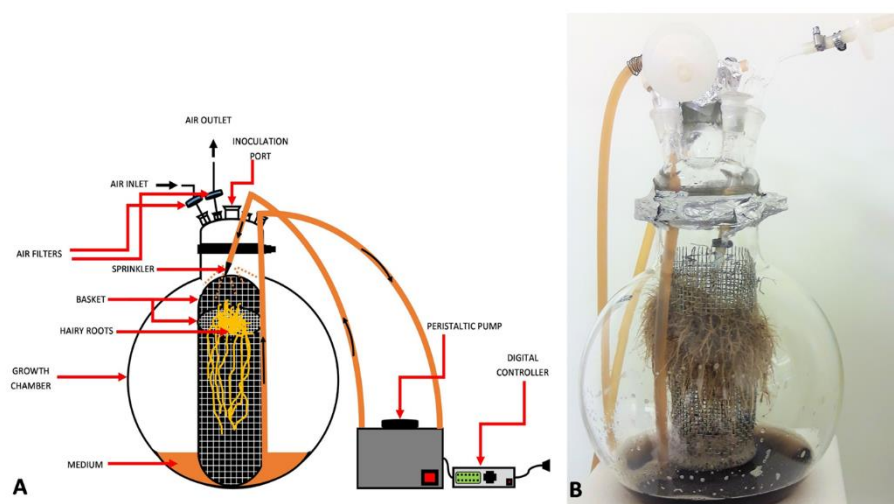 AIR OUTLET
INOCULATION
PORT
AIR INLET
AIR FILTERS
SPRINKLER
BASKET
HAIRY ROOTS
GROWTH
CHAMBER
MEDIUM
PERISTALTIC PUMP
DIGITAL
CONTROLLER
A
B